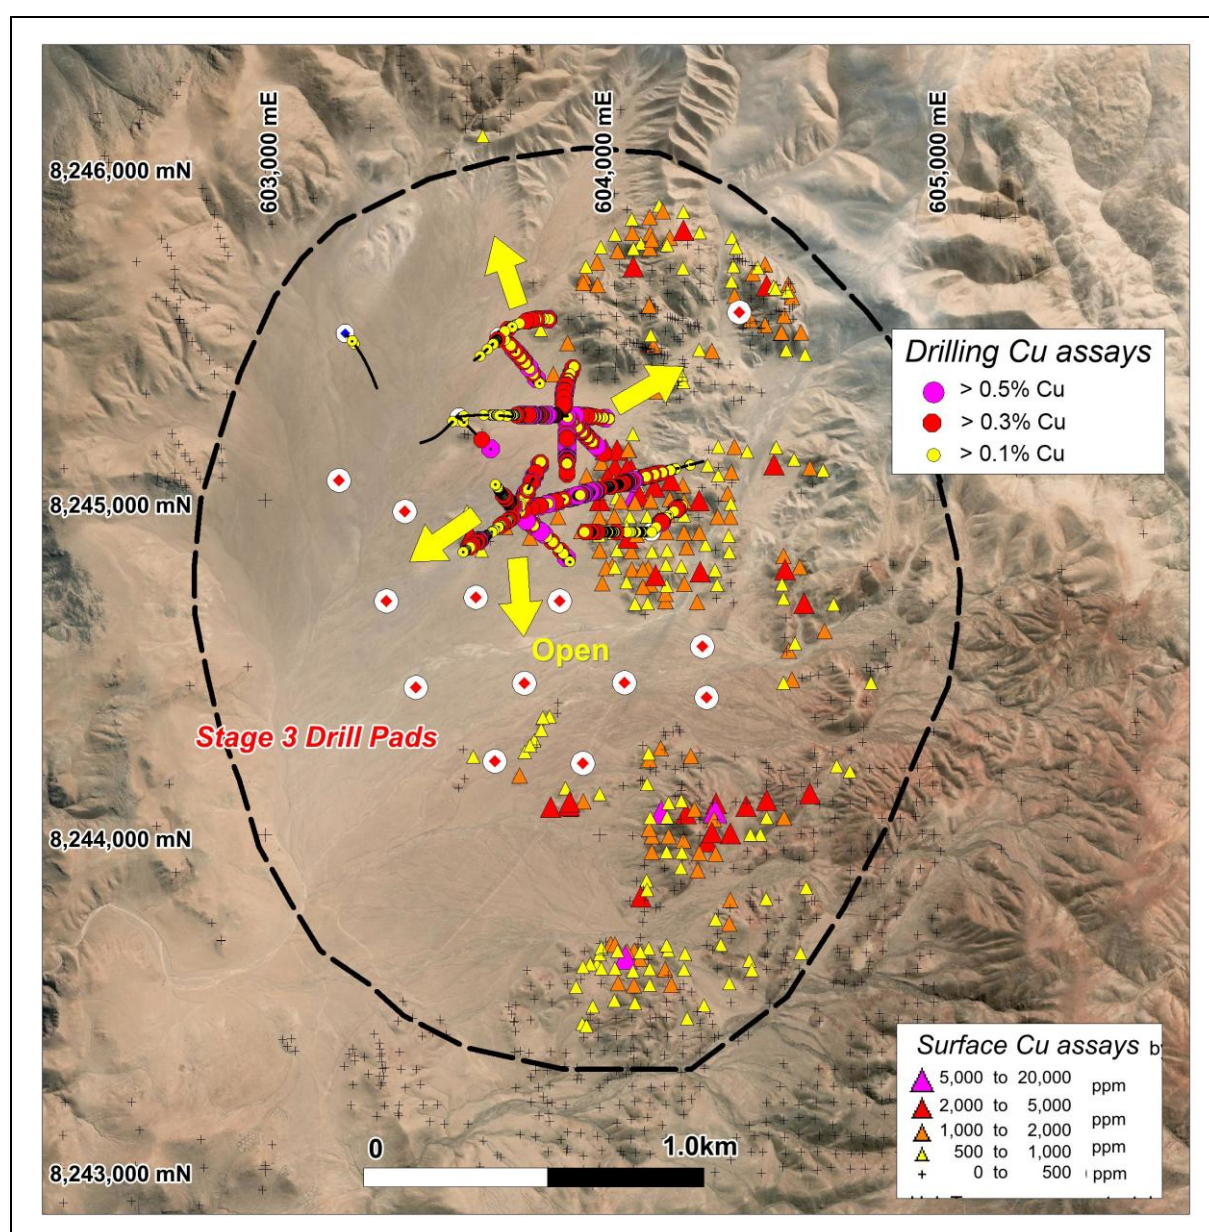 603,000 mE
604,000 mE
605,000 mE
8,246,000 mN
Drilling Cu assays
> 0.5% Cu
> 0.3% Cu
> 0.1% Cu
8,245,000 mN
Open
Stage 3 Drill Pads
8,244,000 mN
Surface Cu assays by
5,000 to 20,000 ppm
2,000 to 5,000 ppm
1,000 to 2,000 ppm
500 to 1,000 ppm
0 to 500 ppm
0 1.0km
8,243,000 mN